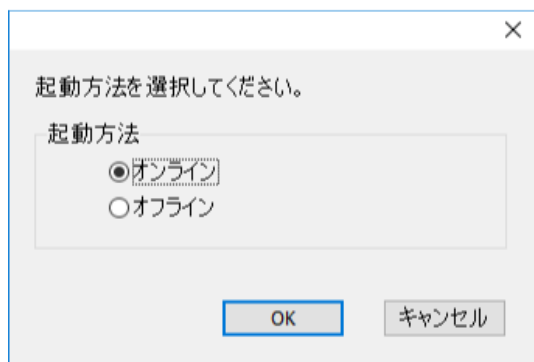 起動方法を選択してください。
起動方法
オンライン
オフライン
OK キャンセル